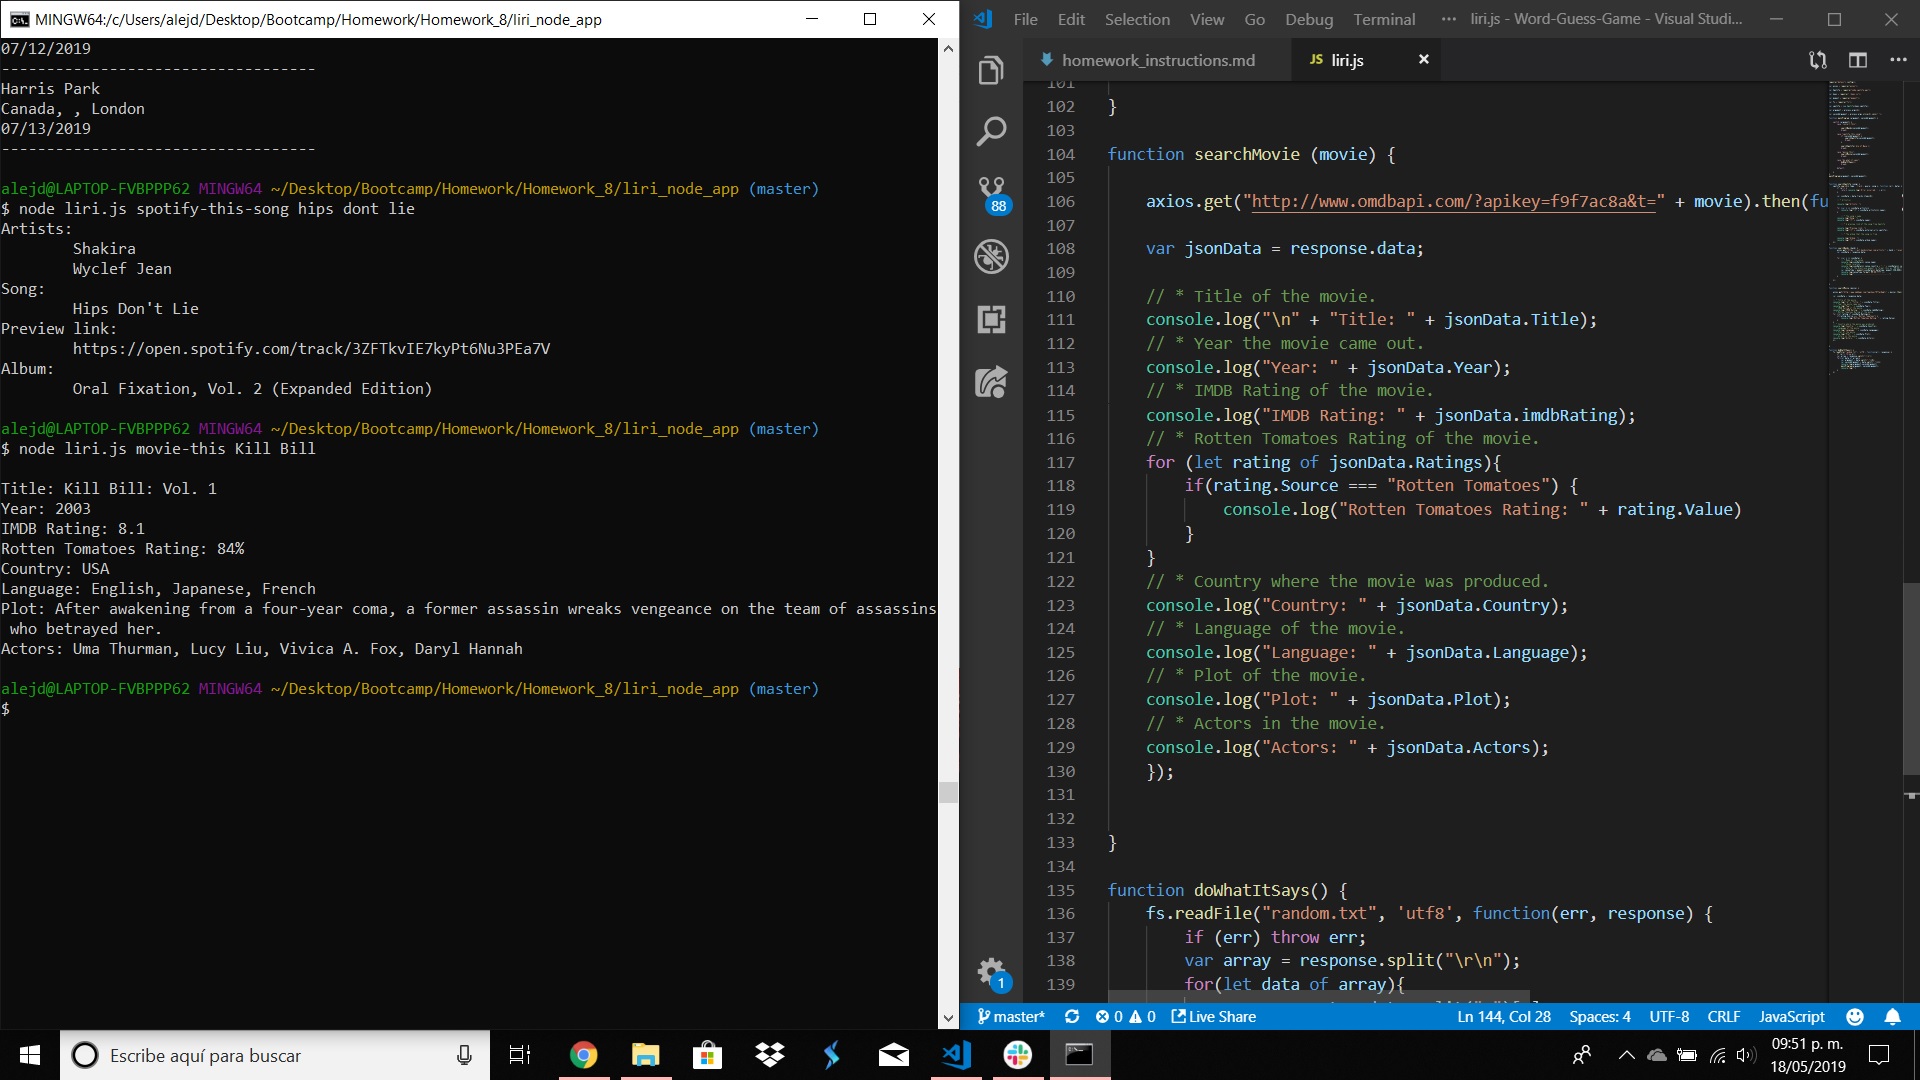 MINGW64:/c/Users/alejd/Desktop/Bootcamp/Homework/Homework_8/liri_node_app
07/12/2019
-----------------------------------
Harris Park
Canada, , London
07/13/2019
-----------------------------------
alejd@LAPTOP-FVBPPP62 MINGW64 ~/Desktop/Bootcamp/Homework/Homework_8/liri_node_app (master)
$ node liri.js spotify-this-song hips dont lie
Artists:
Shakira
Wyclef Jean
Song:
Hips Don't Lie
Preview link:
https://open.spotify.com/track/3ZFTkvIE7kyPt6Nu3PEa7V
Album:
Oral Fixation, Vol. 2 (Expanded Edition)
alejd@LAPTOP-FVBPPP62 MINGW64 ~/Desktop/Bootcamp/Homework/Homework_8/liri_node_app (master)
$ node liri.js movie-this Kill Bill
Title: Kill Bill: Vol. 1
Year: 2003
IMDB Rating: 8.1
Rotten Tomatoes Rating: 84%
Country: USA
Language: English, Japanese, French
Plot: After awakening from a four-year coma, a former assassin wreaks vengeance on the team of assassins
who betrayed her.
Actors: Uma Thurman, Lucy Liu, Vivica A. Fox, Daryl Hannah
alejd@LAPTOP-FVBPPP62 MINGW64 ~/Desktop/Bootcamp/Homework/Homework_8/liri_node_app (master)
$
File Edit Selection View Go Debug Terminal ··· liri.js - Word-Guess-Game - Visual Studi...
homework_instructions.md JS liri.js
88
1
101
102 }
103
104 function searchMovie (movie) {
105
106 axios.get("http://www.omdbapi.com/?apikey=f9f7ac8a&t=" + movie).then(fu
107
108 var jsonData = response.data;
109
110 // * Title of the movie.
111 console.log("\n" + "Title: " + jsonData.Title);
112 // * Year the movie came out.
113 console.log("Year: " + jsonData.Year);
114 // * IMDB Rating of the movie.
115 console.log("IMDB Rating: " + jsonData.imdbRating);
116 // * Rotten Tomatoes Rating of the movie.
117 for (let rating of jsonData.Ratings){
118 if(rating.Source === "Rotten Tomatoes") {
119 console.log("Rotten Tomatoes Rating: " + rating.Value)
120 }
121 }
122 // * Country where the movie was produced.
123 console.log("Country: " + jsonData.Country);
124 // * Language of the movie.
125 console.log("Language: " + jsonData.Language);
126 // * Plot of the movie.
127 console.log("Plot: " + jsonData.Plot);
128 // * Actors in the movie.
129 console.log("Actors: " + jsonData.Actors);
130 });
131
132
133 }
134
135 function doWhatItSays() {
136 fs.readFile("random.txt", 'utf8', function(err, response) {
137 if (err) throw err;
138 var array = response.split("\r\n");
139 for(let data of array){
master* 0 0 Live Share Ln 144, Col 28 Spaces: 4 UTF-8 CRLF JavaScript
Escribe aquí para buscar
09:51 p. m.
18/05/2019